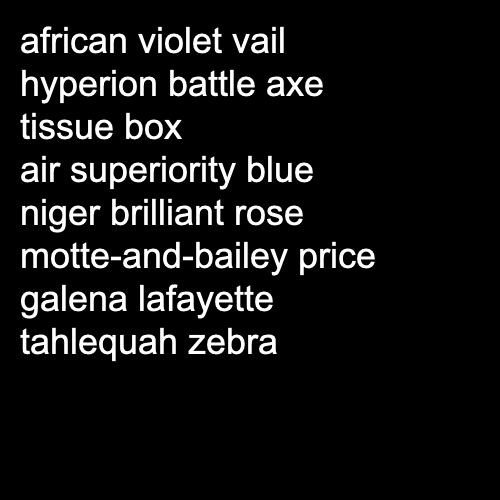 african violet vail
hyperion battle axe
tissue box
air superiority blue
niger brilliant rose
motte-and-bailey price
galena lafayette
tahlequah zebra